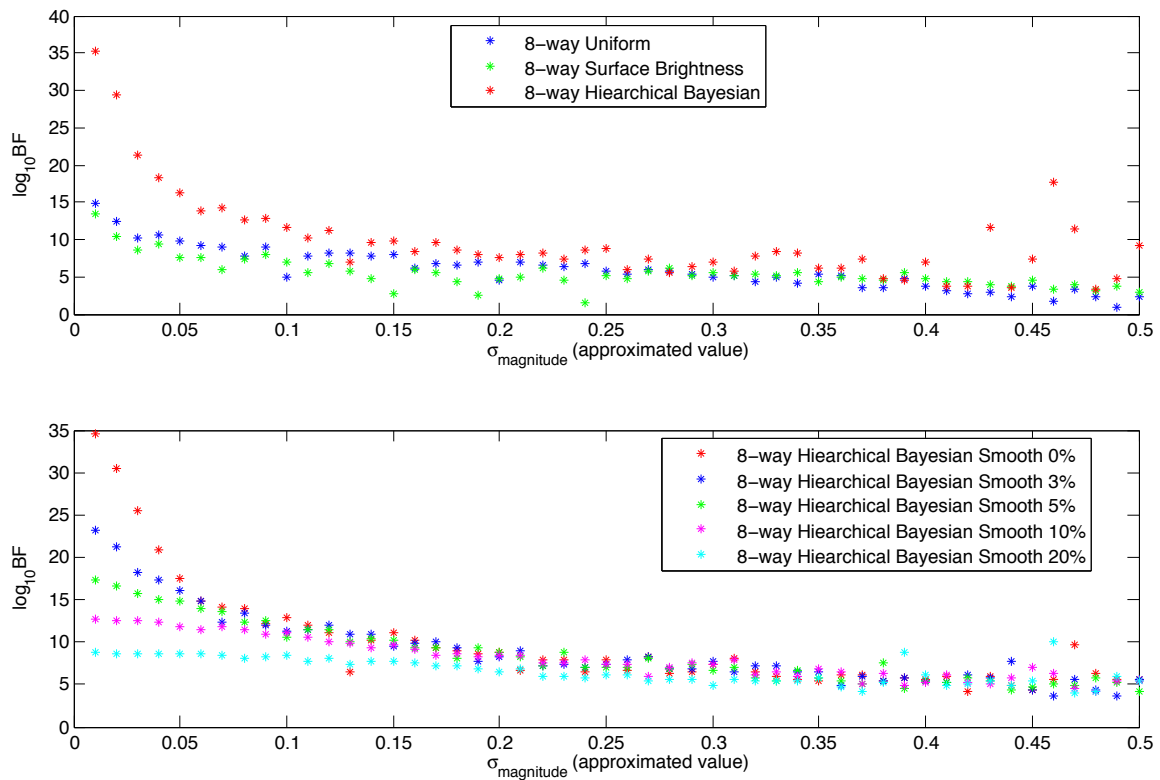 40
35
30
25
20
15
10
5
0
log10BF
8-way Uniform
8-way Surface Brightness
8-way Hiearchical Bayesian
0 0.05 0.1 0.15 0.2 0.25 0.3 0.35 0.4 0.45 0.5
σmagnitude (approximated value)
35
30
25
20
15
10
5
0
log10BF
8-way Hiearchical Bayesian Smooth 0%
8-way Hiearchical Bayesian Smooth 3%
8-way Hiearchical Bayesian Smooth 5%
8-way Hiearchical Bayesian Smooth 10%
8-way Hiearchical Bayesian Smooth 20%
0 0.05 0.1 0.15 0.2 0.25 0.3 0.35 0.4 0.45 0.5
σmagnitude (approximated value)